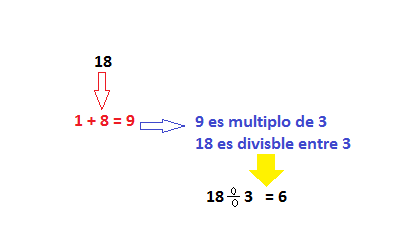 18
1 + 8 = 9
9 es multiplo de 3
18 es divisble entre 3
18 ÷ 3 = 6